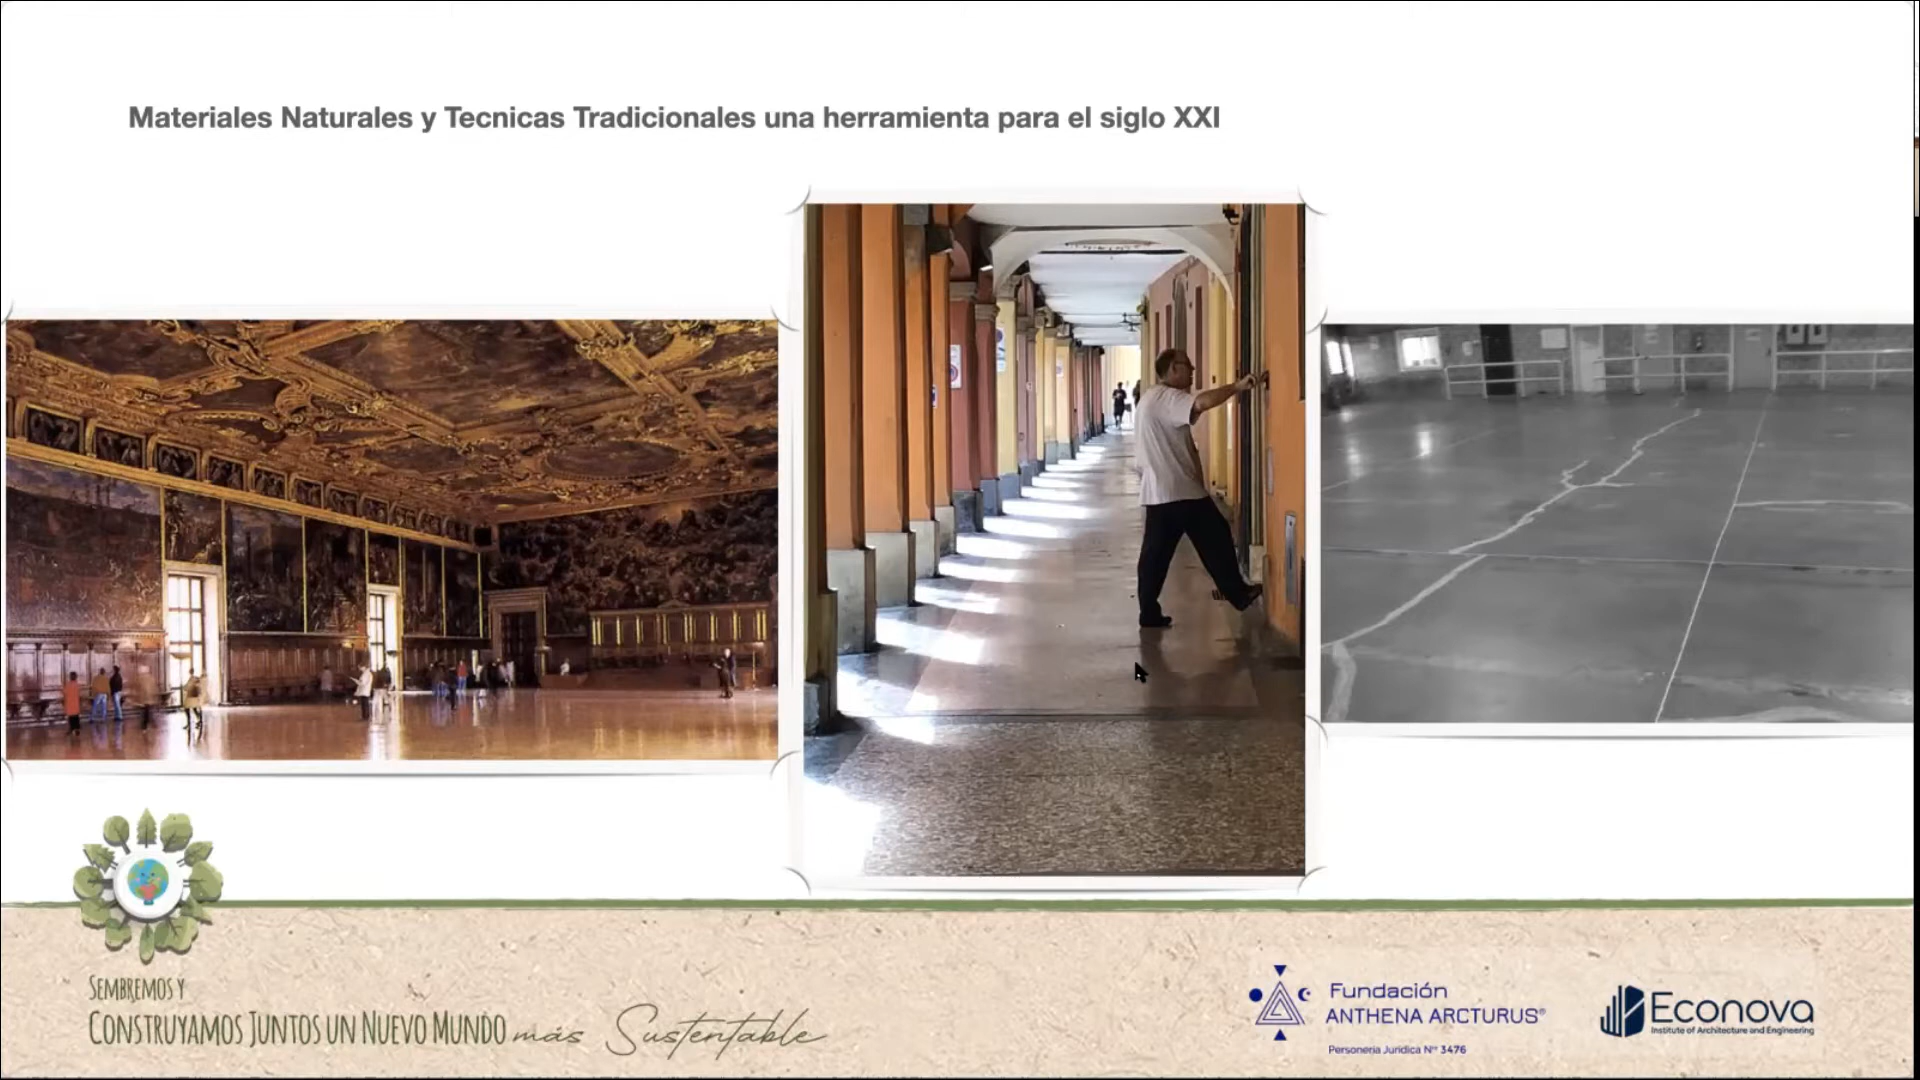 Materiales Naturales y Tecnicas Tradicionales una herramienta para el siglo XXI
SEMBREMOS Y
CONSTRUYAMOS JUNTOS UN NUEVO MUNDO más Sustentable
Fundación
ANTHENA ARCTURUS®
Personería Jurídica Nro 3476
Econova
Institute of Architecture and Engineering